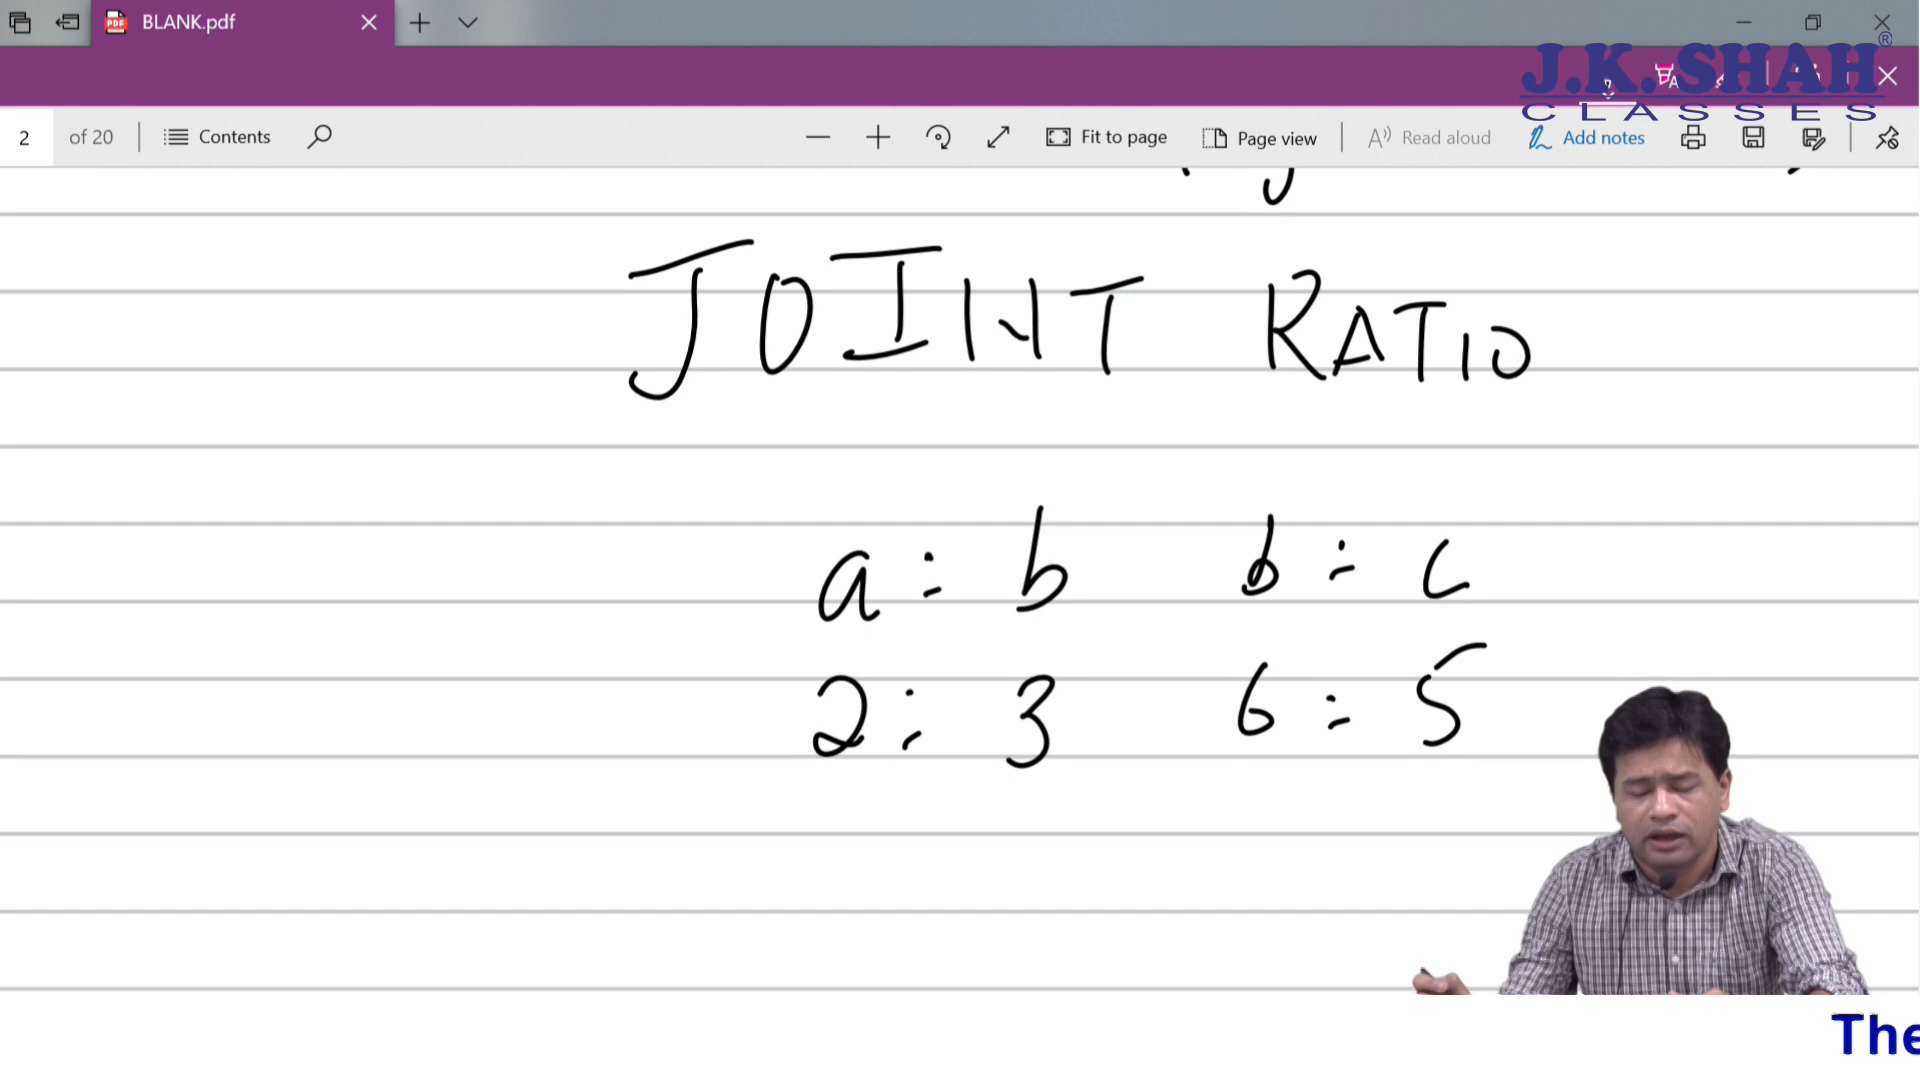 BLANK.pdf
J.K.SHAH ®
CLASSES
2 of 20 Contents Fit to page Page view Read aloud Add notes
JOINT RATIO
a : b b : c
2 : 3 6 : 5
The